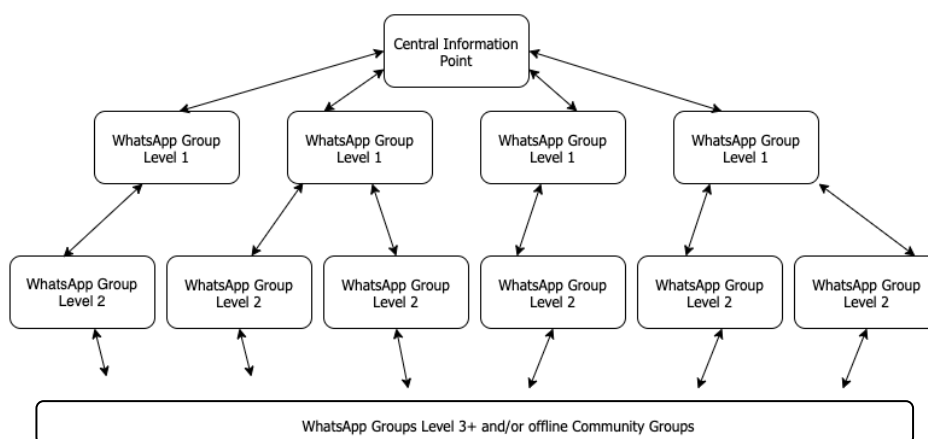 Central Information
Point
WhatsApp Group
Level 1
WhatsApp Group
Level 1
WhatsApp Group
Level 1
WhatsApp Group
Level 1
WhatsApp Group
Level 2
WhatsApp Group
Level 2
WhatsApp Group
Level 2
WhatsApp Group
Level 2
WhatsApp Group
Level 2
WhatsApp Group
Level 2
WhatsApp Groups Level 3+ and/or offline Community Groups